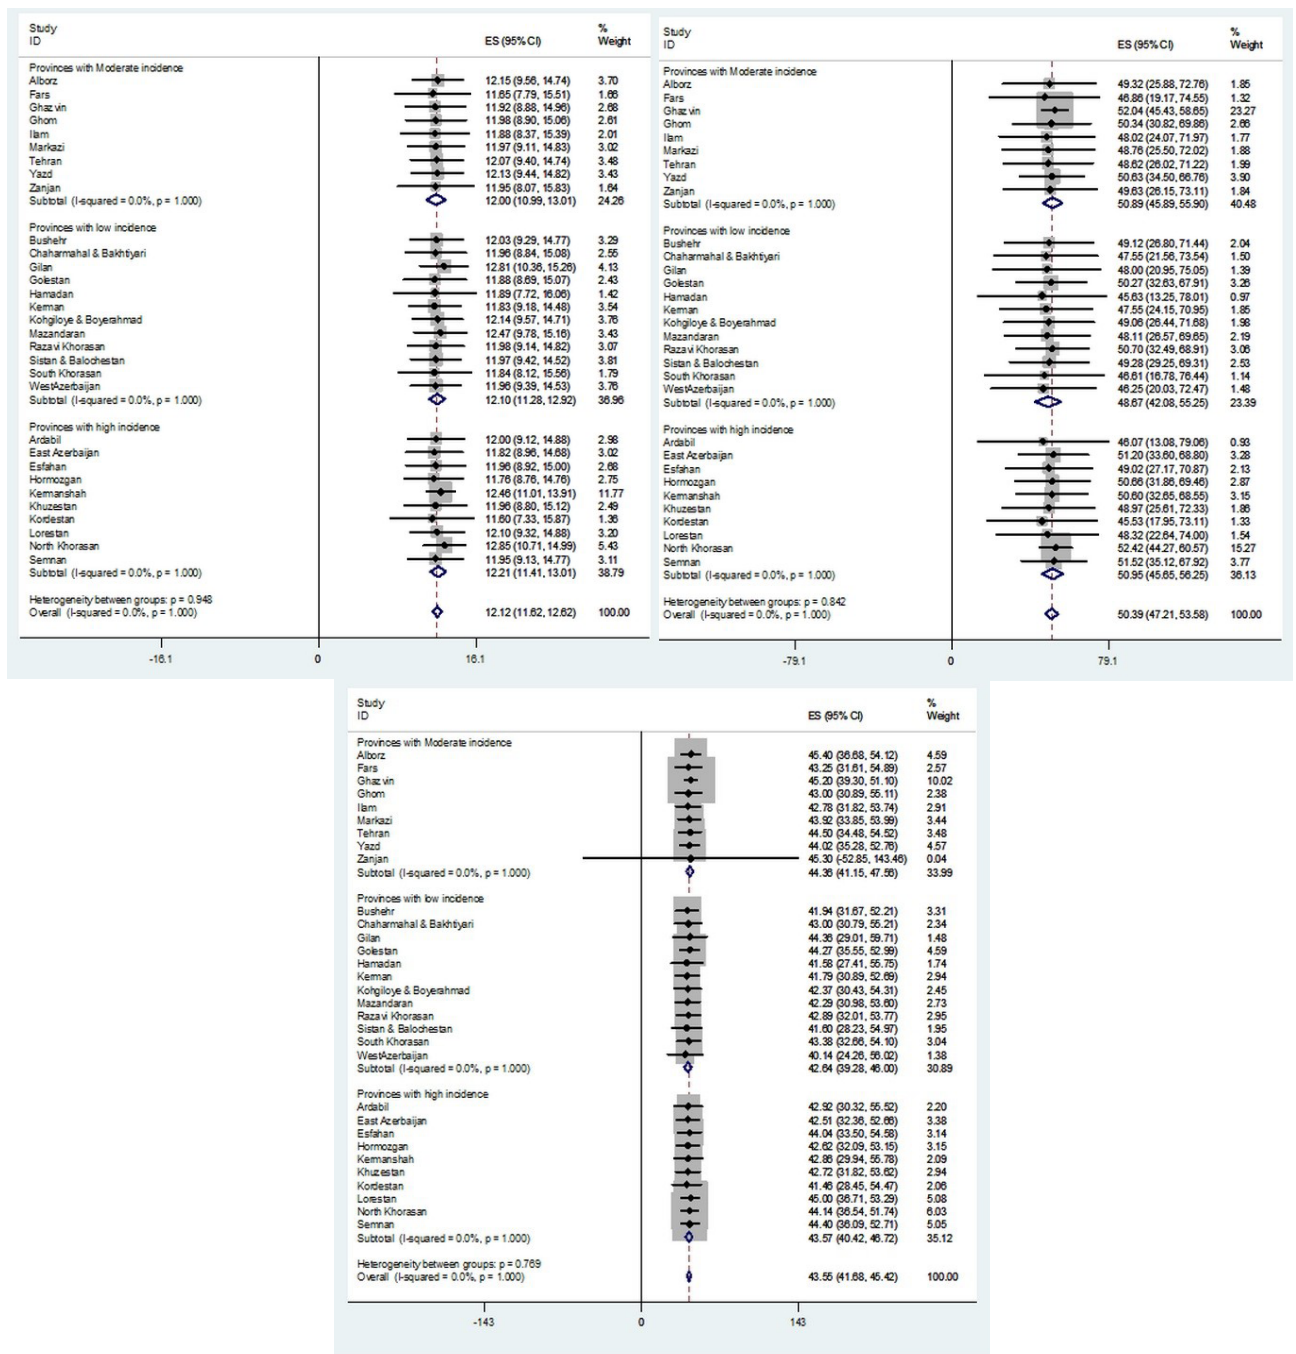 Study
ID ES (95% CI) % Weight
Provinces with Moderate incidence
Alborz 12.15 (9.56, 14.74) 3.70
Fars 11.65 (7.79, 15.51) 1.66
Ghazvin 11.92 (8.88, 14.96) 2.68
Ghom 11.98 (8.90, 15.06) 2.61
Ilam 11.88 (8.37, 15.39) 2.01
Markazi 11.97 (9.11, 14.83) 3.02
Tehran 12.07 (9.40, 14.74) 3.48
Yazd 12.13 (9.44, 14.82) 3.43
Zanjan 11.95 (8.07, 15.83) 1.64
Subtotal (I-squared = 0.0%, p = 1.000) 12.00 (10.99, 13.01) 24.26
Provinces with low incidence
Bushehr 12.03 (9.29, 14.77) 3.29
Chaharmahal & Bakhtiyari 11.96 (8.84, 15.08) 2.55
Gilan 12.81 (10.36, 15.26) 4.13
Golestan 11.88 (8.69, 15.07) 2.43
Hamadan 11.89 (7.72, 16.06) 1.42
Kerman 11.83 (9.18, 14.48) 3.54
Kohgiloye & Boyerahmad 12.14 (9.57, 14.71) 3.76
Mazandaran 12.47 (9.78, 15.16) 3.43
Razavi Khorasan 11.98 (9.14, 14.82) 3.07
Sistan & Balochestan 11.97 (9.42, 14.52) 3.81
South Khorasan 11.84 (8.12, 15.56) 1.79
WestAzerbaijan 11.96 (9.39, 14.53) 3.76
Subtotal (I-squared = 0.0%, p = 1.000) 12.10 (11.28, 12.92) 36.96
Provinces with high incidence
Ardabil 12.00 (9.12, 14.88) 2.98
East Azerbaijan 11.82 (8.96, 14.68) 3.02
Esfahan 11.96 (8.92, 15.00) 2.68
Hormozgan 11.76 (8.76, 14.76) 2.75
Kermanshah 12.46 (11.01, 13.91) 11.77
Khuzestan 11.96 (8.80, 15.12) 2.49
Kordestan 11.60 (7.33, 15.87) 1.36
Lorestan 12.10 (9.32, 14.88) 3.20
North Khorasan 12.85 (10.71, 14.99) 5.43
Semnan 11.95 (9.13, 14.77) 3.11
Subtotal (I-squared = 0.0%, p = 1.000) 12.21 (11.41, 13.01) 38.79
Heterogeneity between groups: p = 0.948
Overall (I-squared = 0.0%, p = 1.000) 12.12 (11.62, 12.62) 100.00
-16.1 0 16.1
Study
ID ES (95% CI) % Weight
Provinces with Moderate incidence
Alborz 49.32 (25.88, 72.76) 1.85
Fars 46.86 (19.17, 74.55) 1.32
Ghazvin 52.04 (45.43, 58.65) 23.27
Ghom 50.34 (30.82, 69.86) 2.66
Ilam 48.02 (24.07, 71.97) 1.77
Markazi 48.76 (25.50, 72.02) 1.88
Tehran 48.62 (26.02, 71.22) 1.99
Yazd 50.63 (34.50, 66.76) 3.90
Zanjan 49.63 (26.15, 73.11) 1.84
Subtotal (I-squared = 0.0%, p = 1.000) 50.89 (45.89, 55.90) 40.48
Provinces with low incidence
Bushehr 49.12 (26.80, 71.44) 2.04
Chaharmahal & Bakhtiyari 47.55 (21.56, 73.54) 1.50
Gilan 48.00 (20.95, 75.05) 1.39
Golestan 50.27 (32.63, 67.91) 3.26
Hamadan 45.63 (13.25, 78.01) 0.97
Kerman 47.55 (24.15, 70.95) 1.85
Kohgiloye & Boyerahmad 49.06 (26.44, 71.68) 1.98
Mazandaran 48.11 (26.57, 69.65) 2.19
Razavi Khorasan 50.70 (32.49, 68.91) 3.06
Sistan & Balochestan 49.28 (29.25, 69.31) 2.53
South Khorasan 46.61 (16.78, 76.44) 1.14
WestAzerbaijan 46.25 (20.03, 72.47) 1.48
Subtotal (I-squared = 0.0%, p = 1.000) 48.67 (42.08, 55.25) 23.39
Provinces with high incidence
Ardabil 46.07 (13.08, 79.06) 0.93
East Azerbaijan 51.20 (33.60, 68.80) 3.28
Esfahan 49.02 (27.17, 70.87) 2.13
Hormozgan 50.66 (31.86, 69.46) 2.87
Kermanshah 50.60 (32.65, 68.55) 3.15
Khuzestan 48.97 (25.61, 72.33) 1.86
Kordestan 45.53 (17.95, 73.11) 1.33
Lorestan 48.32 (22.64, 74.00) 1.54
North Khorasan 52.42 (44.27, 60.57) 15.27
Semnan 51.52 (35.12, 67.92) 3.77
Subtotal (I-squared = 0.0%, p = 1.000) 50.95 (45.65, 56.25) 36.13
Heterogeneity between groups: p = 0.842
Overall (I-squared = 0.0%, p = 1.000) 50.39 (47.21, 53.58) 100.00
-79.1 0 79.1
Study
ID ES (95% CI) % Weight
Provinces with Moderate incidence
Alborz 45.40 (36.68, 54.12) 4.59
Fars 43.25 (31.61, 54.89) 2.57
Ghazvin 45.20 (39.30, 51.10) 10.02
Ghom 43.00 (30.89, 55.11) 2.38
Ilam 42.78 (31.82, 53.74) 2.91
Markazi 43.92 (33.85, 53.99) 3.44
Tehran 44.50 (34.48, 54.52) 3.48
Yazd 44.02 (35.28, 52.76) 4.57
Zanjan 45.30 (-52.85, 143.46) 0.04
Subtotal (I-squared = 0.0%, p = 1.000) 44.36 (41.15, 47.56) 33.99
Provinces with low incidence
Bushehr 41.94 (31.67, 52.21) 3.31
Chaharmahal & Bakhtiyari 43.00 (30.79, 55.21) 2.34
Gilan 44.36 (29.01, 59.71) 1.48
Golestan 44.27 (35.55, 52.99) 4.59
Hamadan 41.58 (27.41, 55.75) 1.74
Kerman 41.79 (30.89, 52.69) 2.94
Kohgiloye & Boyerahmad 42.37 (30.43, 54.31) 2.45
Mazandaran 42.29 (30.98, 53.60) 2.73
Razavi Khorasan 42.89 (32.01, 53.77) 2.95
Sistan & Balochestan 41.60 (28.23, 54.97) 1.95
South Khorasan 43.38 (32.66, 54.10) 3.04
WestAzerbaijan 40.14 (24.26, 56.02) 1.38
Subtotal (I-squared = 0.0%, p = 1.000) 42.64 (39.28, 46.00) 30.89
Provinces with high incidence
Ardabil 42.92 (30.32, 55.52) 2.20
East Azerbaijan 42.51 (32.36, 52.66) 3.38
Esfahan 44.04 (33.50, 54.58) 3.14
Hormozgan 42.62 (32.09, 53.15) 3.15
Kermanshah 42.86 (29.94, 55.78) 2.09
Khuzestan 42.72 (31.82, 53.62) 2.94
Kordestan 41.46 (28.45, 54.47) 2.06
Lorestan 45.00 (36.71, 53.29) 5.08
North Khorasan 44.14 (36.54, 51.74) 6.03
Semnan 44.40 (36.09, 52.71) 5.05
Subtotal (I-squared = 0.0%, p = 1.000) 43.57 (40.42, 46.72) 35.12
Heterogeneity between groups: p = 0.769
Overall (I-squared = 0.0%, p = 1.000) 43.55 (41.68, 45.42) 100.00
-143 0 143